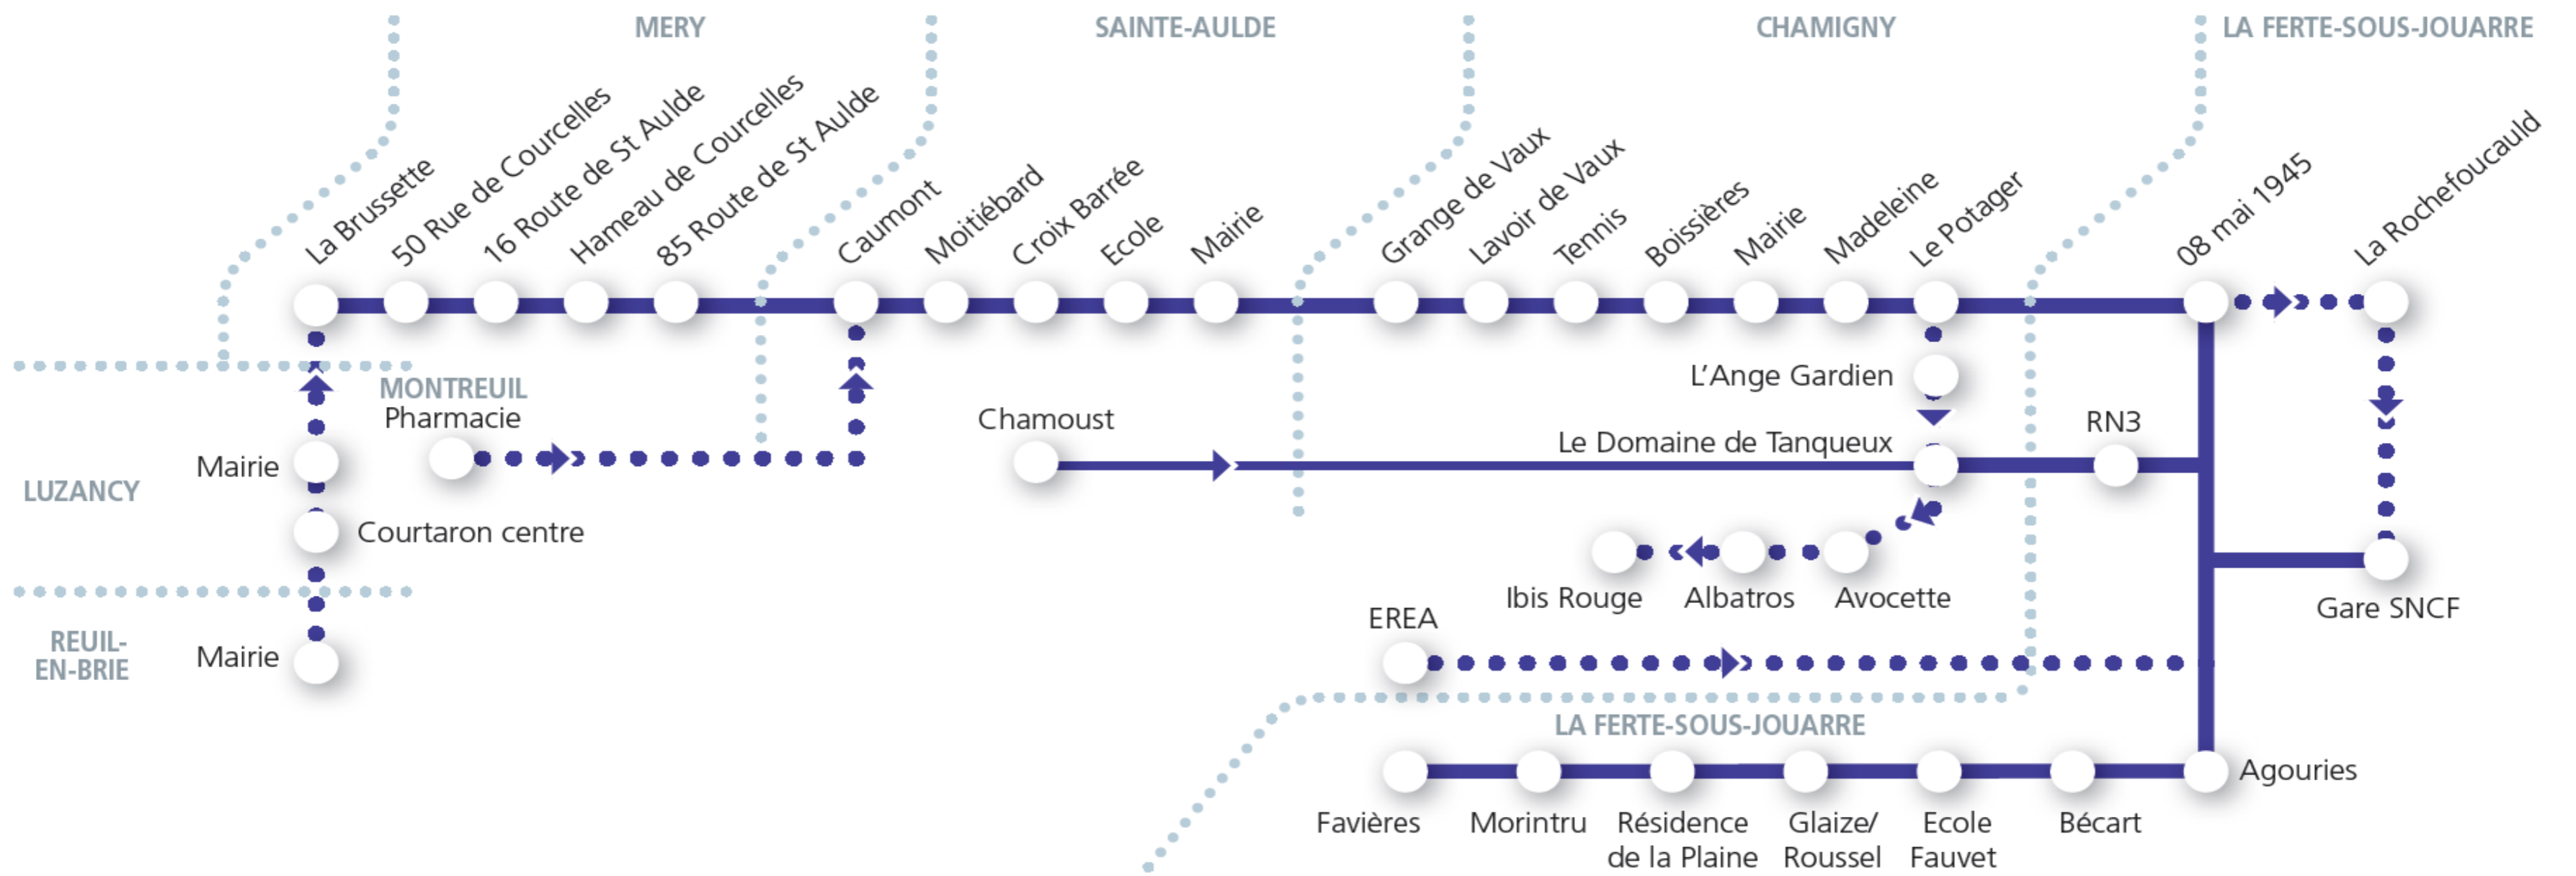 MERY
SAINTE-AULDE
CHAMIGNY
LA FERTE-SOUS-JOUARRE
La Brussette
50 Rue de Courcelles
16 Route de St Aulde
Hameau de Courcelles
85 Route de St Aulde
Caumont
Moitiébard
Croix Barrée
Ecole
Mairie
Grange de Vaux
Lavoir de Vaux
Tennis
Boissières
Mairie
Madeleine
Le Potager
08 mai 1945
La Rochefoucauld
L'Ange Gardien
MONTREUIL
Pharmacie
Chamoust
Le Domaine de Tanqueux
RN3
Mairie
LUZANCY
Courtaron centre
Ibis Rouge
Albatros
Avocette
Gare SNCF
EREA
REUIL-
EN-BRIE
Mairie
LA FERTE-SOUS-JOUARRE
Agouries
Favières
Morintru
Résidence
de la Plaine
Glaize/
Roussel
Ecole
Fauvet
Bécart